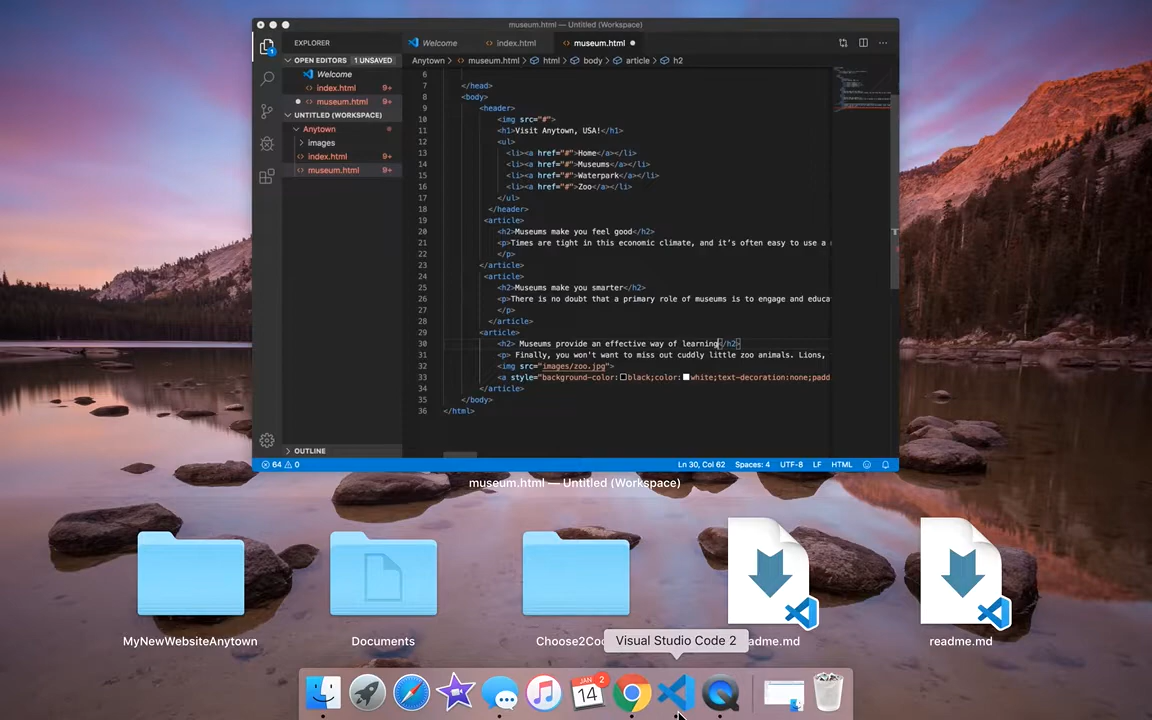 museum.html — Untitled (Workspace)
EXPLORER
Welcome
index.html
museum.html
OPEN EDITORS
1 UNSAVED
Anytown
museum.html
html
body
article
h2
Welcome
index.html
9+
museum.html
9+
UNTITLED (WORKSPACE)
Anytown
images
index.html
9+
museum.html
9+
OUTLINE
1
6
7 </head>
8 <body>
9 <header>
10 <img src="#">
11 <h1>Visit Anytown, USA!</h1>
12 <ul>
13 <li><a href="#">Home</a></li>
14 <li><a href="#">Museums</a></li>
15 <li><a href="#">Waterpark</a></li>
16 <li><a href="#">Zoo</a></li>
17 </ul>
18 </header>
19 <article>
20 <h2>Museums make you feel good</h2>
21 <p>Times are tight in this economic climate, and it's often easy to use a
22 </p>
23 </article>
24 <article>
25 <h2>Museums make you smarter</h2>
26 <p>There is no doubt that a primary role of museums is to engage and educa
27 </p>
28 </article>
29 <article>
30 <h2> Museums provide an effective way of learning</h2>
31 <p> Finally, you won't want to miss out cuddly little zoo animals. Lions,
32 <img src="images/zoo.jpg">
33 <a style="background-color:black;color:white;text-decoration:none;padd
34 </article>
35 </body>
36 </html>
64
0
Ln 30, Col 62
Spaces: 4
UTF-8
LF
HTML
museum.html — Untitled (Workspace)
MyNewWebsiteAnytown
Documents
Choose2Co
adme.md
readme.md
Visual Studio Code 2
JAN
14
2